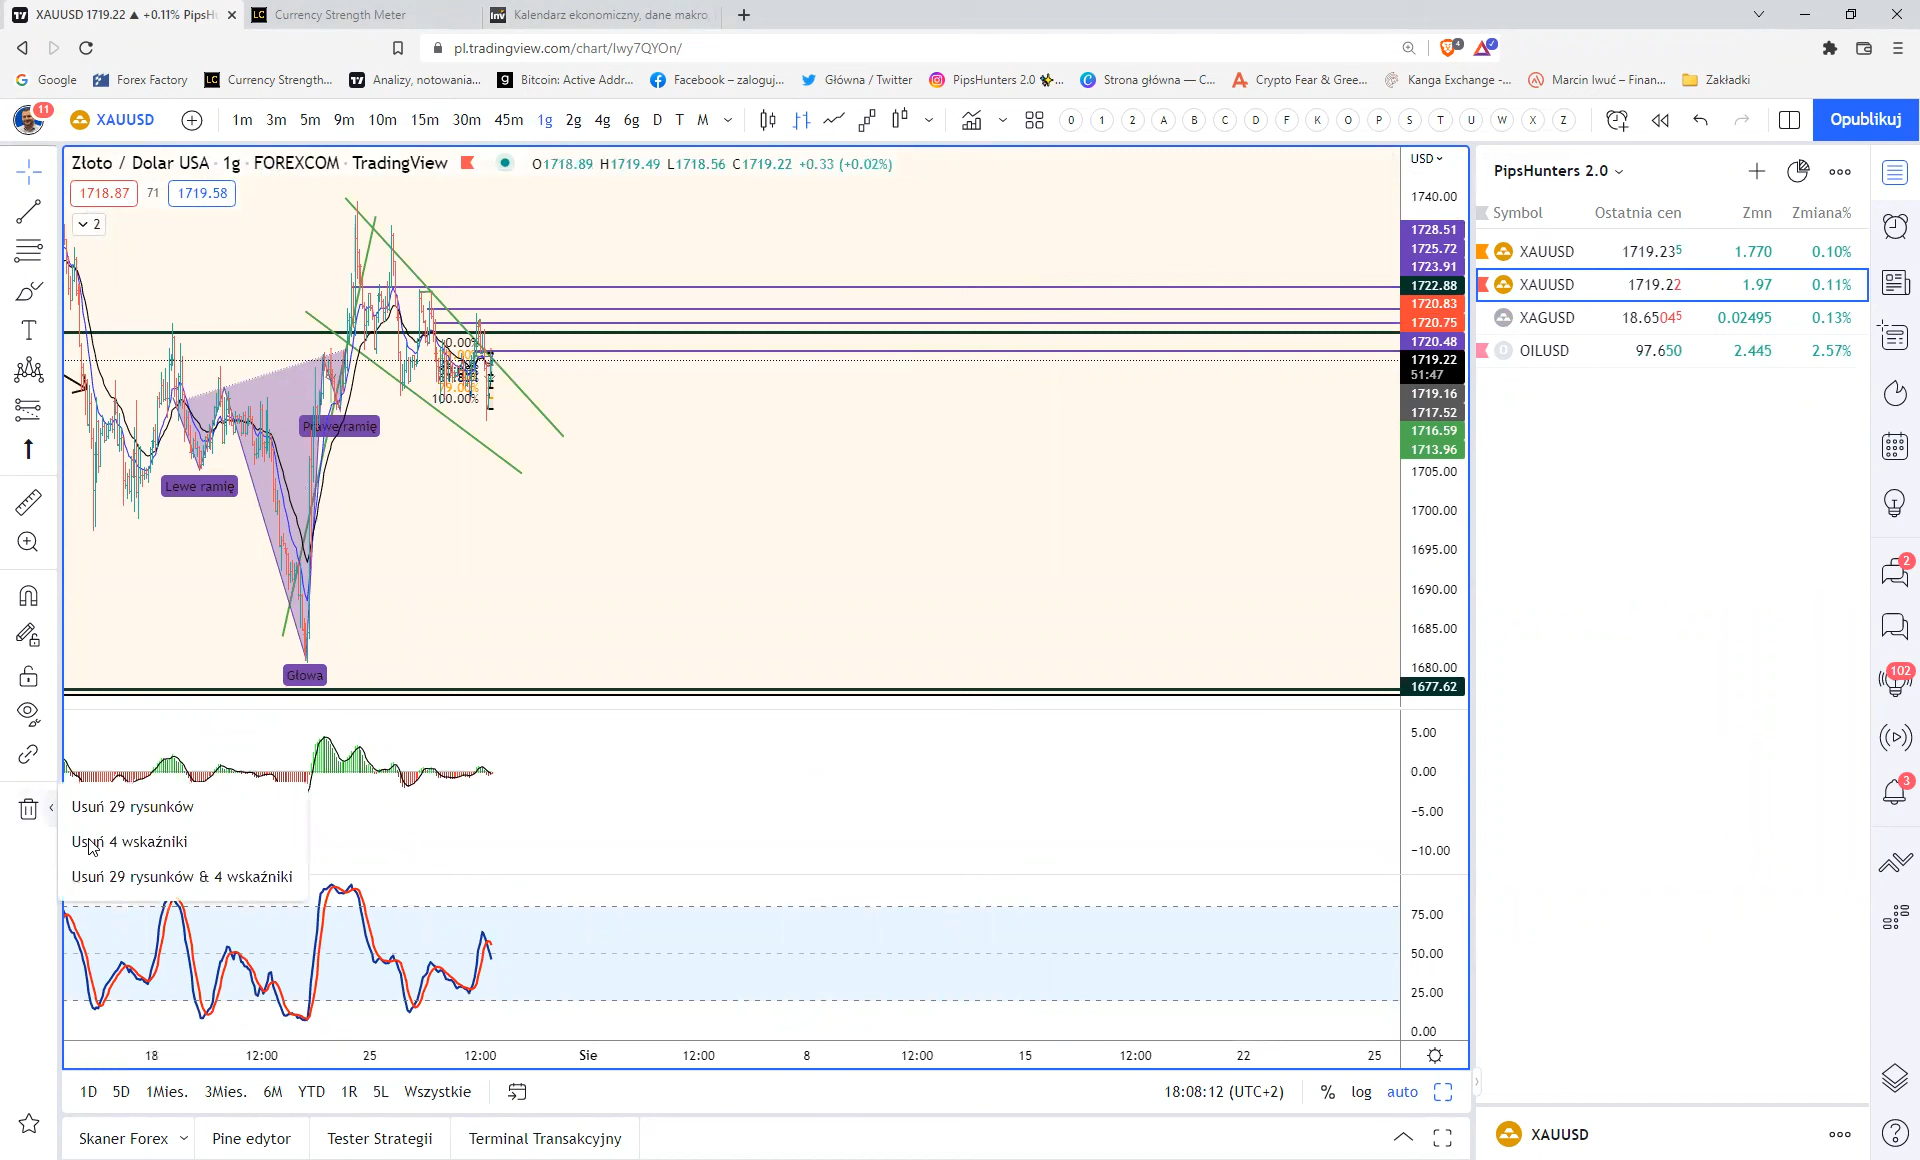 XAUUSD 1719.22 ▲ +0.11% PipsH
Currency Strength Meter
Kalendarz ekonomiczny, dane makro,
pl.tradingview.com/chart/Iwy7QYOn/
4
Google
Forex Factory
Currency Strength...
Analizy, notowania...
Bitcoin: Active Addr...
Facebook – zaloguj...
Główna / Twitter
PipsHunters 2.0
Strona główna — C...
Crypto Fear & Gree...
Kanga Exchange -...
Marcin Iwuć – Finan...
Zakładki
11
XAUUSD
1m 3m 5m 9m 10m 15m 30m 45m 1g 2g 4g 6g D T M
0 1 2 A B C D F K O P S T U W X Z
Opublikuj
Złoto / Dolar USA · 1g · FOREXCOM · TradingView
O1718.89 H1719.49 L1718.56 C1719.22 +0.33 (+0.02%)
1718.87 71 1719.58
2
USD
1740.00
1728.51
1725.72
1723.91
1722.88
1720.83
1720.75
1720.48
1719.22
51:47
1719.16
1717.52
1716.59
1713.96
1705.00
1700.00
1695.00
1690.00
1685.00
1680.00
1677.62
100.00%
Prawe ramię
Lewe ramię
Głowa
5.00
0.00
−5.00
−10.00
Usuń 29 rysunków
Usuń 4 wskaźniki
Usuń 29 rysunków & 4 wskaźniki
75.00
50.00
25.00
0.00
18 12:00 25 12:00 Sie 12:00 8 12:00 15 12:00 22 25
1D 5D 1Mies. 3Mies. 6M YTD 1R 5L Wszystkie
18:08:12 (UTC+2) % log auto
Skaner Forex
Pine edytor
Tester Strategii
Terminal Transakcyjny
PipsHunters 2.0
Symbol Ostatnia cen Zmn Zmiana%
XAUUSD 1719.235 1.770 0.10%
XAUUSD 1719.22 1.97 0.11%
XAGUSD 18.65045 0.02495 0.13%
OILUSD 97.650 2.445 2.57%
2
102
3
XAUUSD